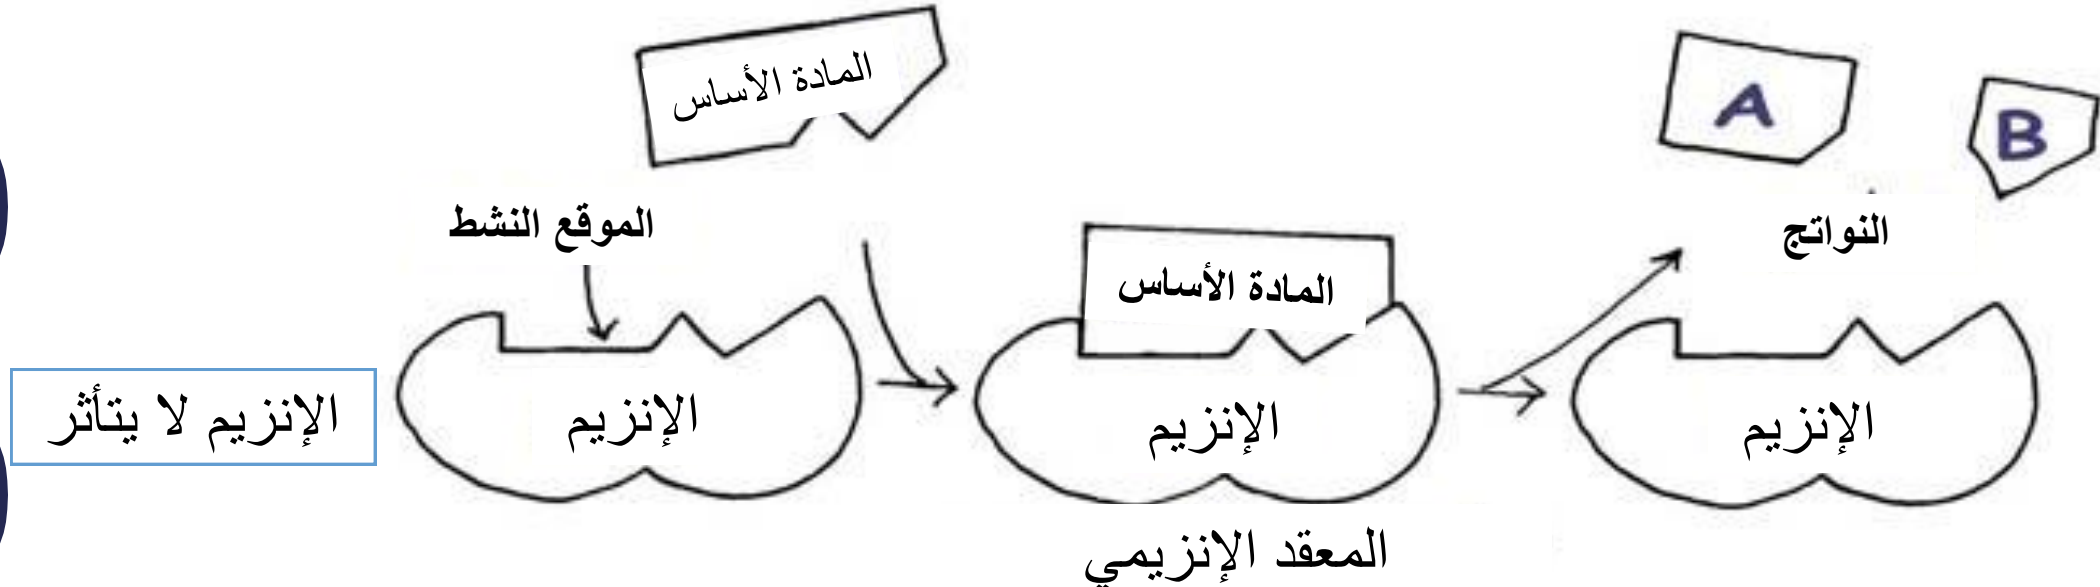 المادة الأساس
A
B
الموقع النشط
النواتج
المادة الأساس
الإنزيم لا يتأثر
الإنزيم
الإنزيم
الإنزيم
المعقد الإنزيمي